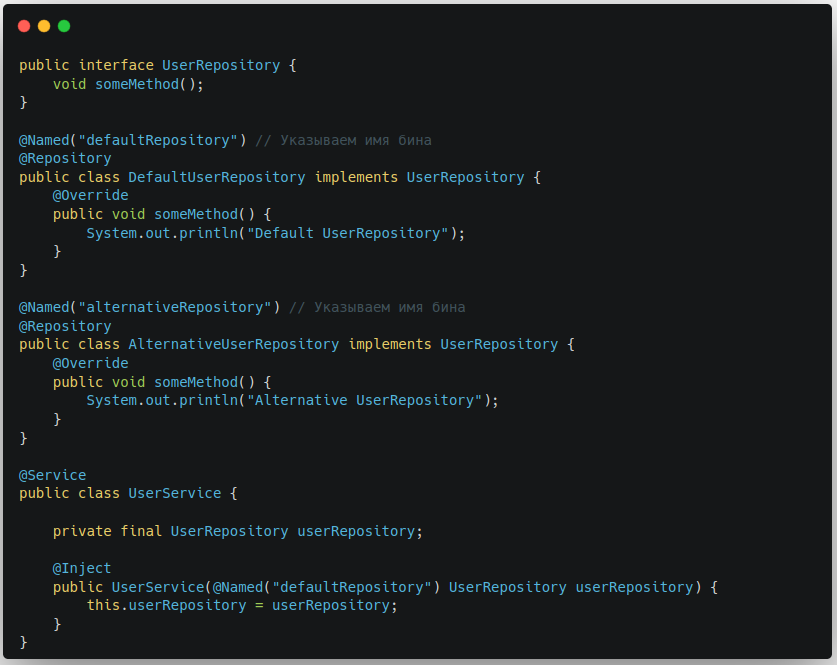 public interface UserRepository {
    void someMethod();
}

@Named("defaultRepository") // Указываем имя бина
@Repository
public class DefaultUserRepository implements UserRepository {
    @Override
    public void someMethod() {
        System.out.println("Default UserRepository");
    }
}

@Named("alternativeRepository") // Указываем имя бина
@Repository
public class AlternativeUserRepository implements UserRepository {
    @Override
    public void someMethod() {
        System.out.println("Alternative UserRepository");
    }
}

@Service
public class UserService {

    private final UserRepository userRepository;

    @Inject
    public UserService(@Named("defaultRepository") UserRepository userRepository) {
        this.userRepository = userRepository;
    }
}